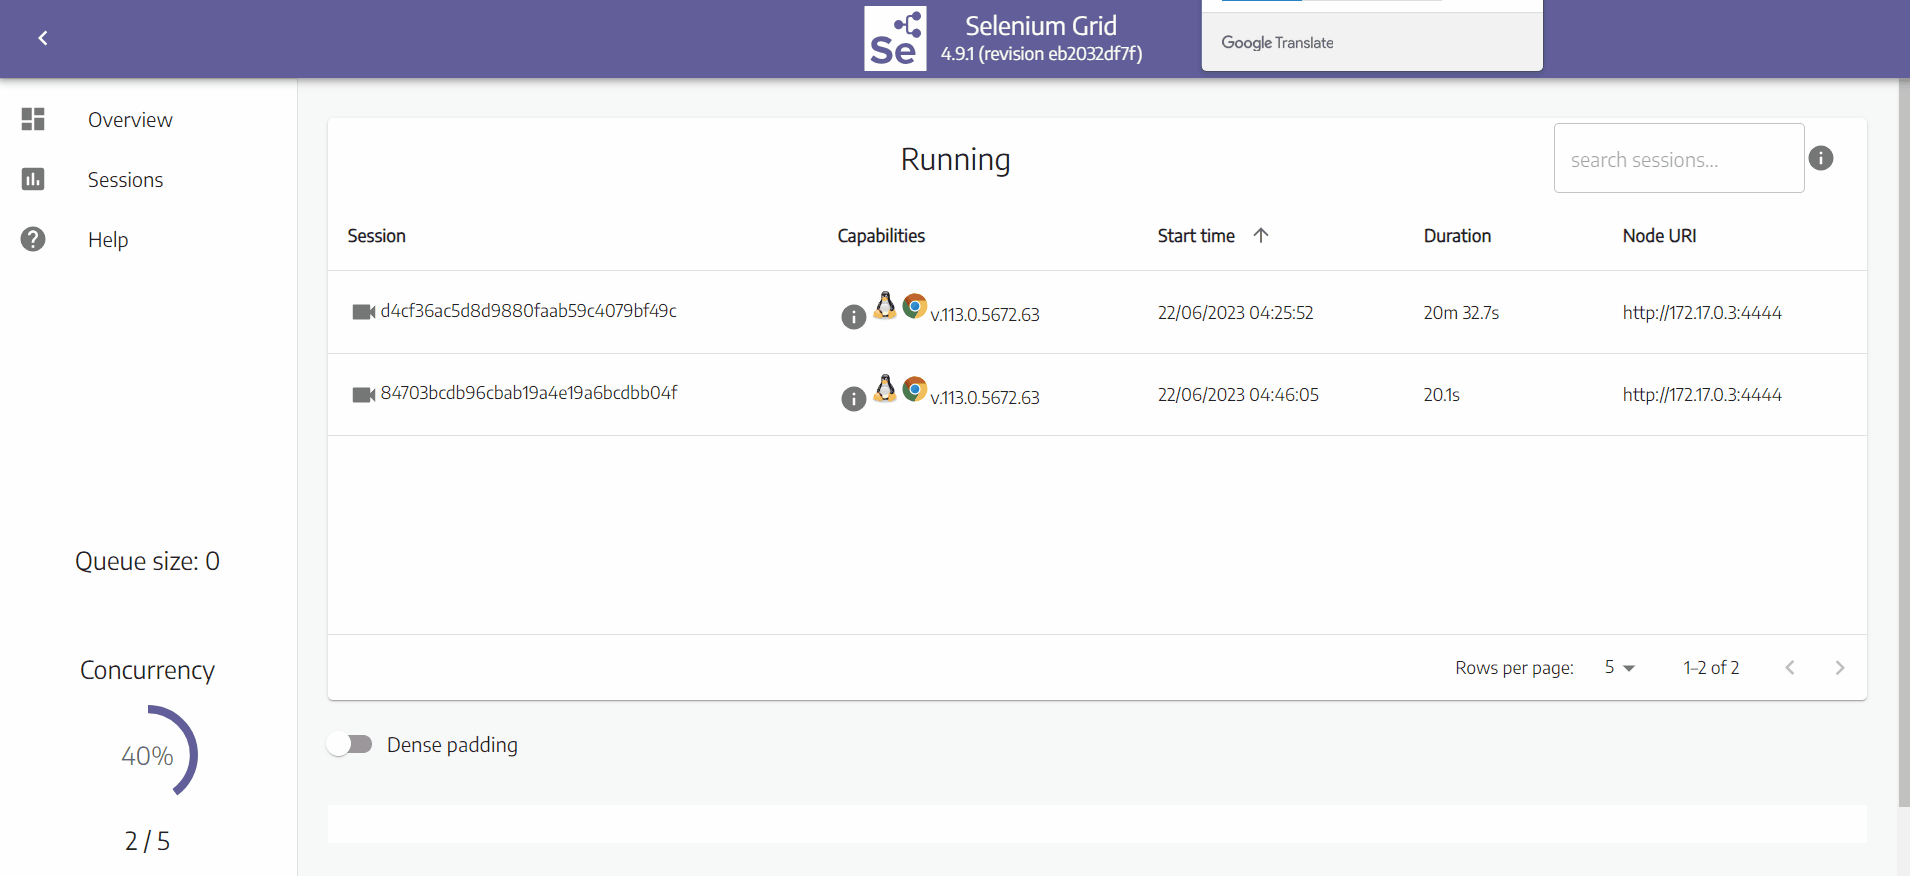 Se
Selenium Grid
4.9.1 (revision eb2032df7f)
Google Translate
Overview
Sessions
Help
Queue size: 0
Concurrency
40%
2 / 5
Running
search sessions...
Session Capabilities Start time Duration Node URI
d4cf36ac5d8d9880faab59c4079bf49c v.113.0.5672.63 22/06/2023 04:25:52 20m 32.7s http://172.17.0.3:4444
84703bcdb96cbab19a4e19a6bcdbb04f v.113.0.5672.63 22/06/2023 04:46:05 20.1s http://172.17.0.3:4444
Rows per page: 5 1–2 of 2
Dense padding